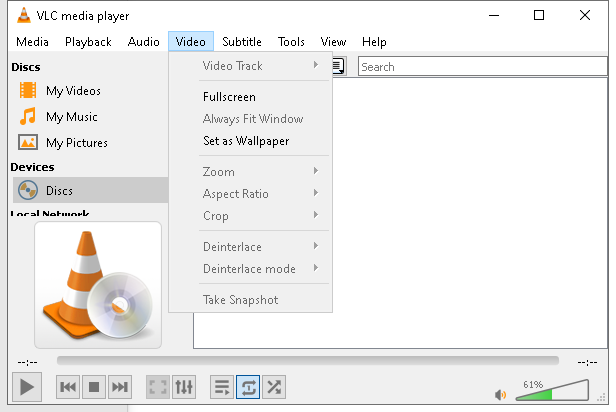 VLC media player
Media Playback Audio Video Subtitle Tools View Help
Discs
My Videos
My Music
My Pictures
Devices
Discs
Local Network
Video Track
Fullscreen
Always Fit Window
Set as Wallpaper
Zoom
Aspect Ratio
Crop
Deinterlace
Deinterlace mode
Take Snapshot
Search
--:--
--:--
61%